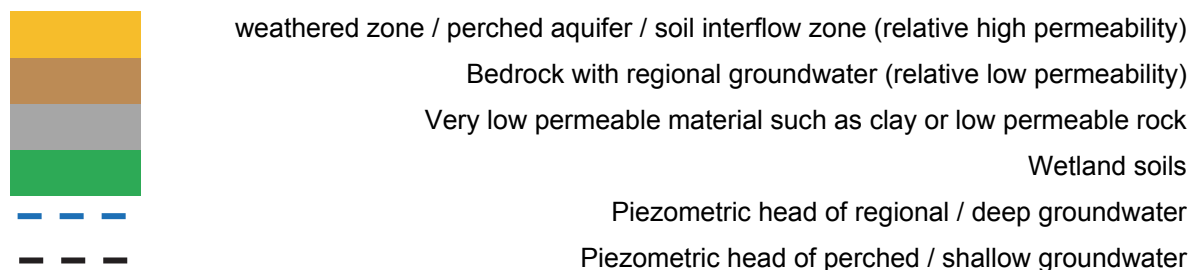 weathered zone / perched aquifer / soil interflow zone (relative high permeability)
Bedrock with regional groundwater (relative low permeability)
Very low permeable material such as clay or low permeable rock
Wetland soils
Piezometric head of regional / deep groundwater
Piezometric head of perched / shallow groundwater